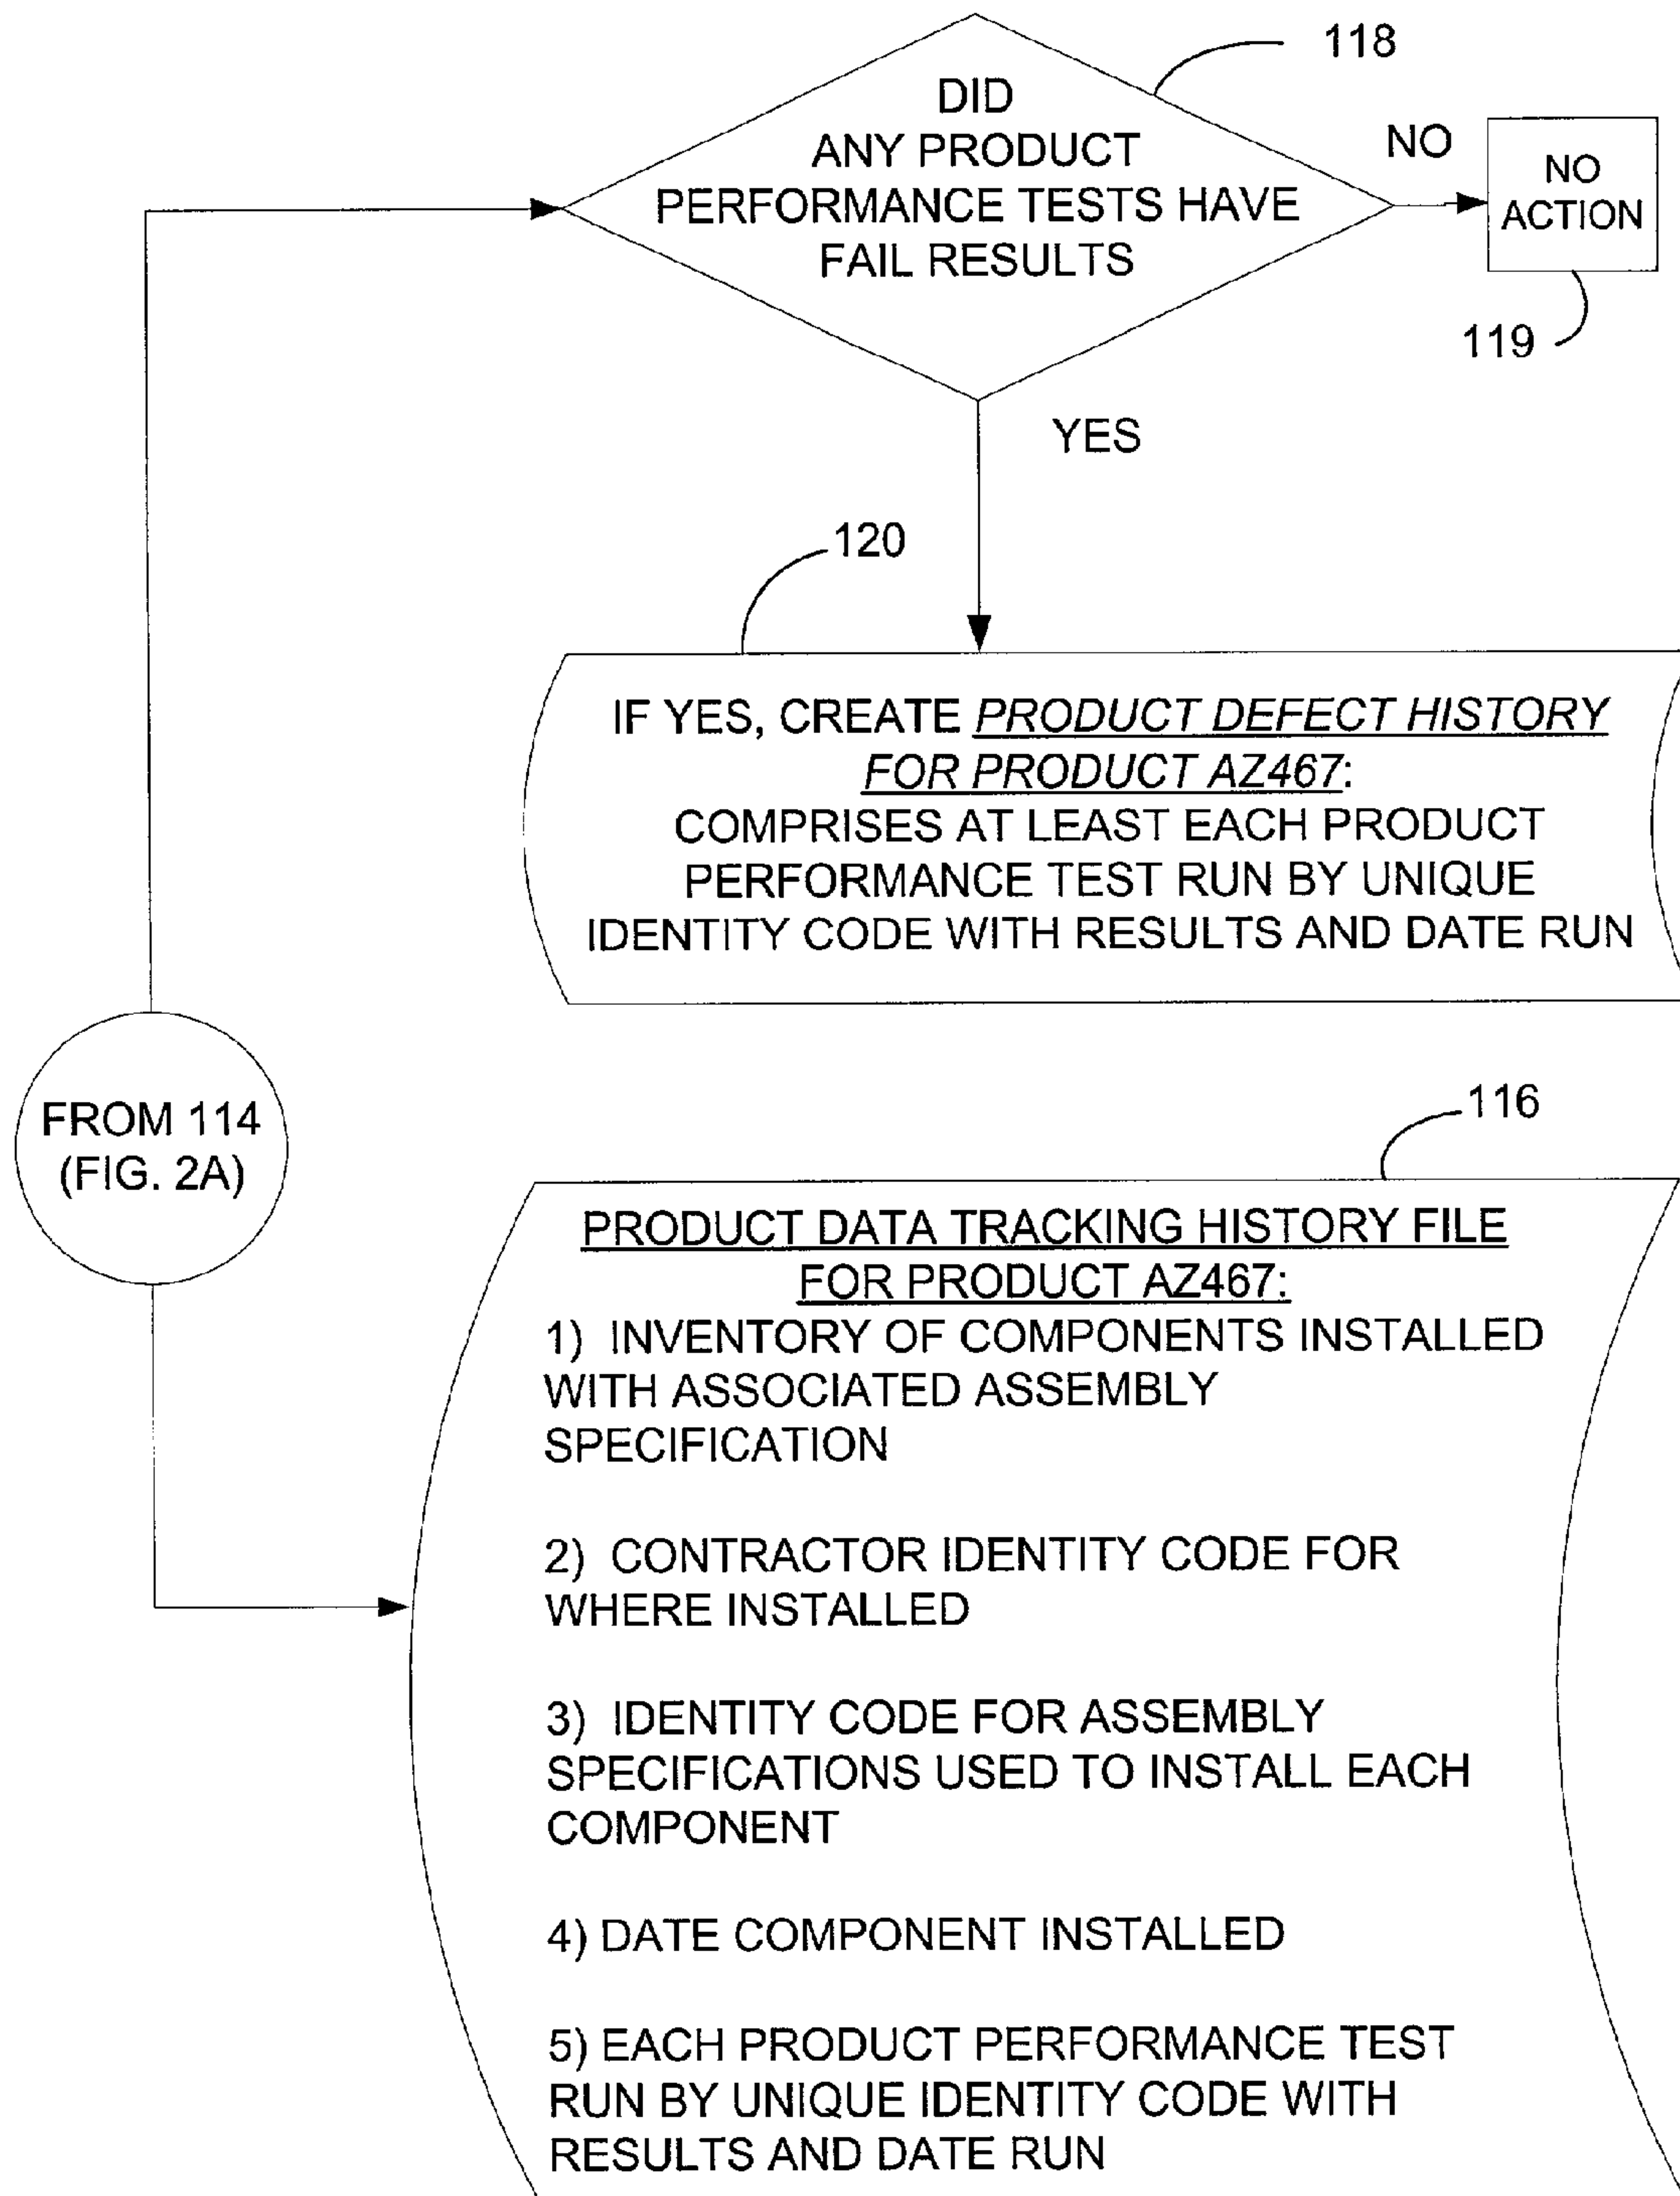 118
DID
ANY PRODUCT
PERFORMANCE TESTS HAVE
FAIL RESULTS
NO
NO
ACTION
119
YES
120
IF YES, CREATE PRODUCT DEFECT HISTORY
FOR PRODUCT AZ467:
COMPRISES AT LEAST EACH PRODUCT
PERFORMANCE TEST RUN BY UNIQUE
IDENTITY CODE WITH RESULTS AND DATE RUN
FROM 114
(FIG. 2A)
116
PRODUCT DATA TRACKING HISTORY FILE
FOR PRODUCT AZ467:
1) INVENTORY OF COMPONENTS INSTALLED
WITH ASSOCIATED ASSEMBLY
SPECIFICATION
2) CONTRACTOR IDENTITY CODE FOR
WHERE INSTALLED
3) IDENTITY CODE FOR ASSEMBLY
SPECIFICATIONS USED TO INSTALL EACH
COMPONENT
4) DATE COMPONENT INSTALLED
5) EACH PRODUCT PERFORMANCE TEST
RUN BY UNIQUE IDENTITY CODE WITH
RESULTS AND DATE RUN